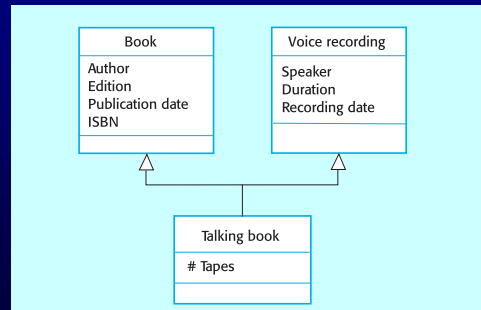 Book
Author
Edition
Publication date
ISBN
Voice recording
Speaker
Duration
Recording date
Talking book
# Tapes